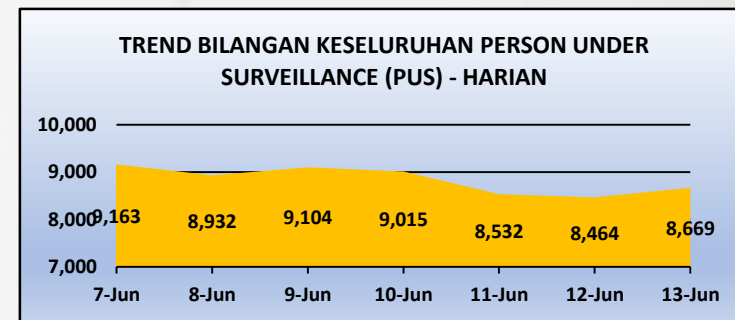 TREND BILANGAN KESELURUHAN PERSON UNDER
SURVEILLANCE (PUS) - HARIAN
10,000
9,000
8,000
7,000
9,163
8,932
9,104
9,015
8,532
8,464
8,669
7-Jun
8-Jun
9-Jun
10-Jun
11-Jun
12-Jun
13-Jun